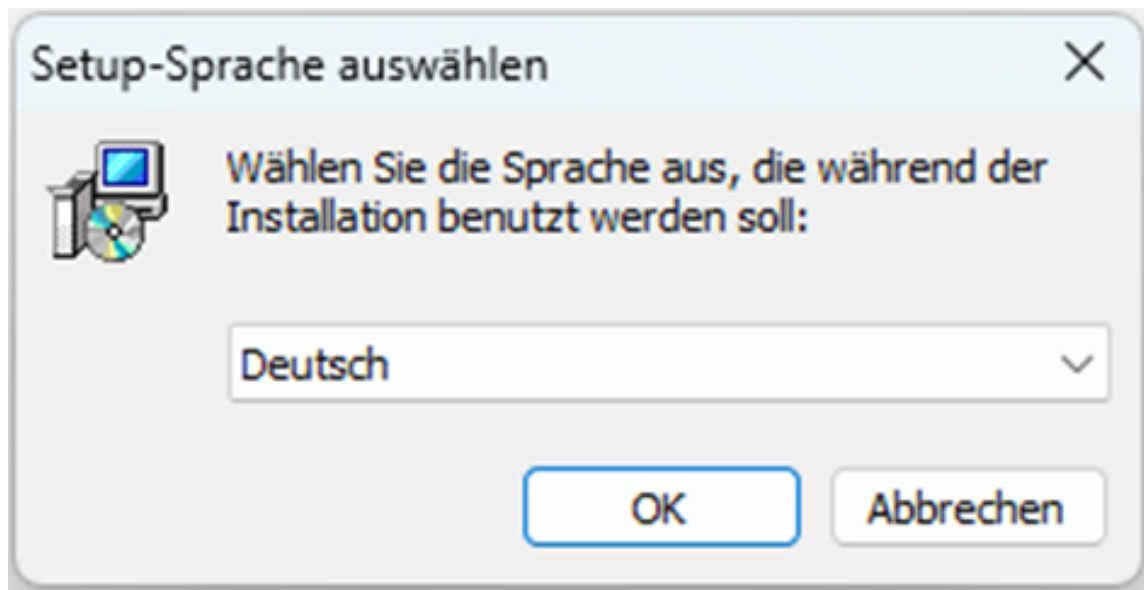 Setup-Sprache auswählen
Wählen Sie die Sprache aus, die während der
Installation benutzt werden soll:
Deutsch
OK
Abbrechen